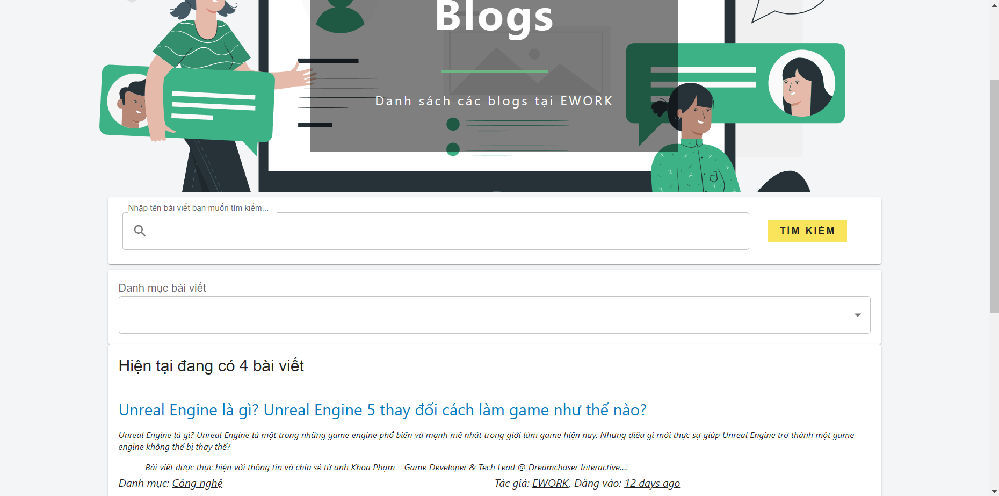 Blogs
Danh sách các blogs tại EWORK
Nhập tên bài viết bạn muốn tìm kiếm...
TÌM KIẾM
Danh mục bài viết
Hiện tại đang có 4 bài viết
Unreal Engine là gì? Unreal Engine 5 thay đổi cách làm game như thế nào?
Unreal Engine là gì? Unreal Engine là một trong những game engine phổ biến và mạnh mẽ nhất trong giới làm game hiện nay. Nhưng điều gì mới thực sự giúp Unreal Engine trở thành một game
engine không thể bị thay thế?
Bài viết được thực hiện với thông tin và chia sẻ từ anh Khoa Phạm – Game Developer & Tech Lead @ Dreamchaser Interactive....
Danh mục: Công nghệ Tác giả: EWORK, Đăng vào: 12 days ago